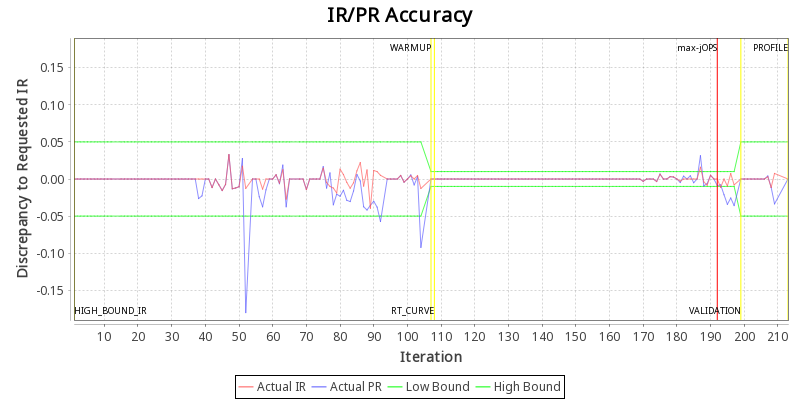 IR/PR Accuracy
WARMUP max-jOPS PROFILE
0.15
0.10
0.05
0.00
-0.05
-0.10
-0.15
Discrepancy to Requested IR
HIGH_BOUND_IR RT_CURVE VALIDATION
10 20 30 40 50 60 70 80 90 100 110 120 130 140 150 160 170 180 190 200 210
Iteration
Actual IR Actual PR Low Bound High Bound